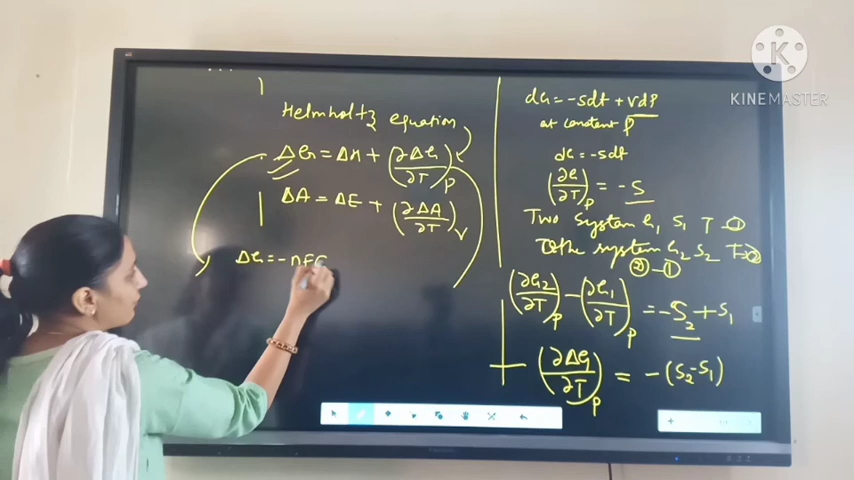 Helmholtz equation
ΔG = ΔH + (∂ΔG/∂T)P
ΔA = ΔE + (∂ΔA/∂T)V
ΔG = -nFE
dG = -Sdt + VdP
at constant P
dG = -Sdt
(∂G/∂T)P = -S
Two system G1 S1 T-①
Othe system G2 S2 T-②
②-①
(∂G2/∂T)P - (∂G1/∂T)P = -S2 + S1
(∂ΔG/∂T)P = -(S2-S1)
K
KINEMASTER